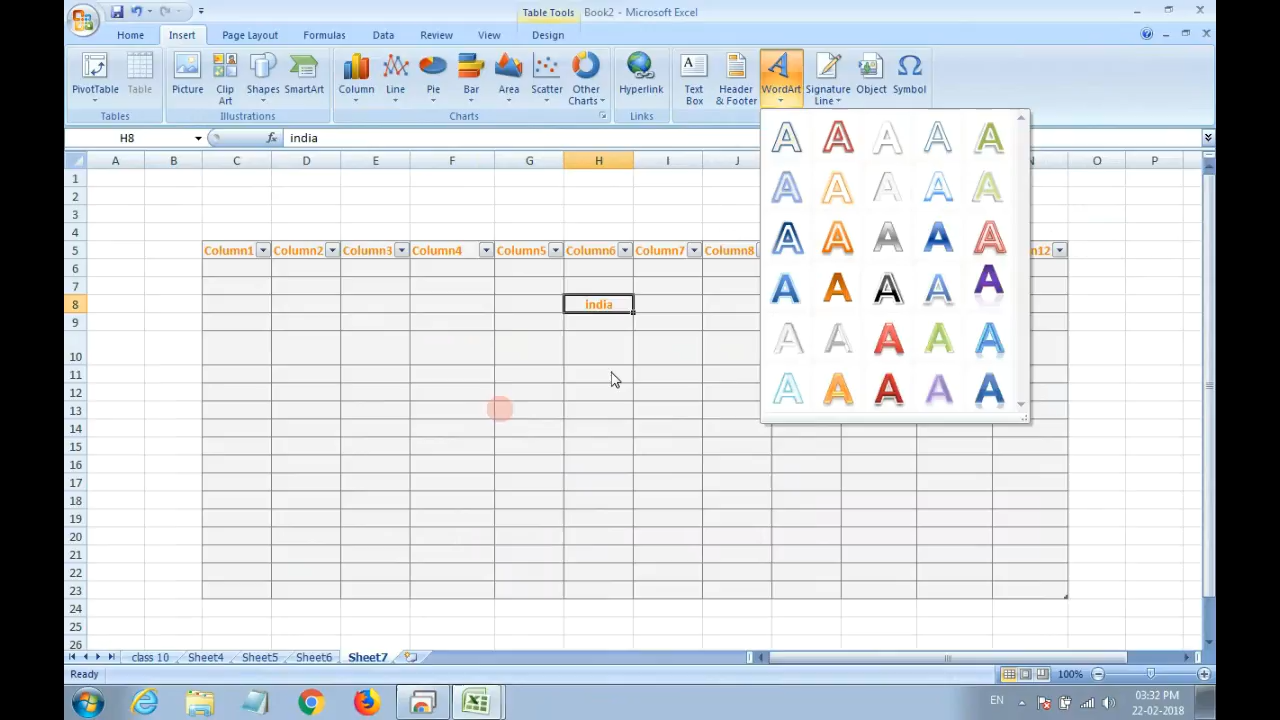 Table Tools Book2 - Microsoft Excel
Home Insert Page Layout Formulas Data Review View Design
PivotTable Table Picture Clip Art Shapes SmartArt Column Line Pie Bar Area Scatter Other Charts Hyperlink Text Box Header & Footer WordArt Signature Line Object Symbol
Tables Illustrations Charts Links
H8 fx india
A B C D E F G H I J N O P
1
2
3
4
5 Column1 Column2 Column3 Column4 Column5 Column6 Column7 Column8 n12
6
7
8 india
9
10
11
12
13
14
15
16
17
18
19
20
21
22
23
24
25
26
A A A A A
A A A A A
A A A A A
A A A A A
A A A A A
A A A A A
class 10 Sheet4 Sheet5 Sheet6 Sheet7
Ready 100%
EN 03:32 PM
22-02-2018